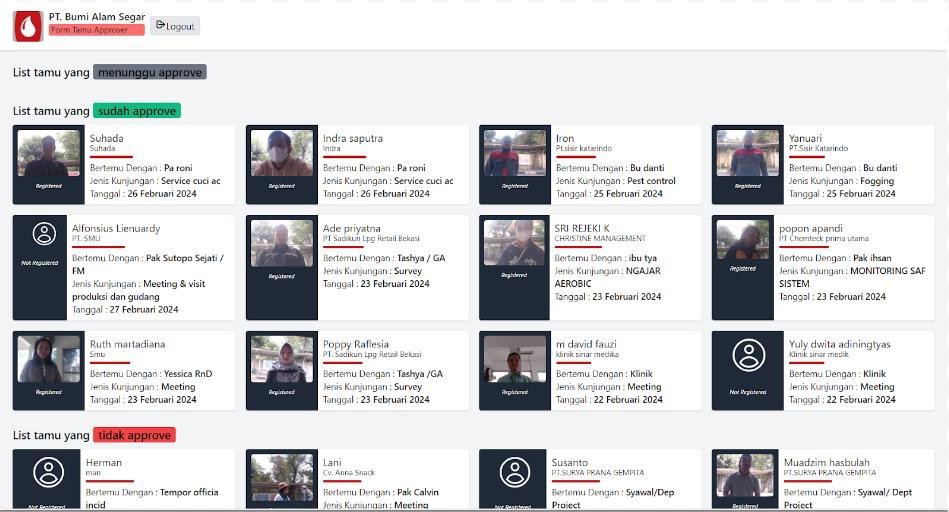 PT. Bumi Alam Segar
Form Tamu Approver
Logout
List tamu yang menunggu approve
List tamu yang sudah approve
Suhada
Suhada
Bertemu Dengan : Pa roni
Jenis Kunjungan : Service cuci ac
Tanggal : 26 Februari 2024
Registered
Indra saputra
Indra
Bertemu Dengan : Pa roni
Jenis Kunjungan : Service cuci ac
Tanggal : 26 Februari 2024
Registered
Iron
Pt.sisir katarindo
Bertemu Dengan : Bu danti
Jenis Kunjungan : Pest control
Tanggal : 25 Februari 2024
Registered
Yanuari
PT.Sisir Katarindo
Bertemu Dengan : Bu danti
Jenis Kunjungan : Fogging
Tanggal : 25 Februari 2024
Registered
Alfonsius Lienuardy
PT. SMU
Bertemu Dengan : Pak Sutopo Sejati /
FM
Jenis Kunjungan : Meeting & visit
produksi dan gudang
Tanggal : 27 Februari 2024
Not Registered
Ade priyatna
PT Sadikun Lpg Retail Bekasi
Bertemu Dengan : Tashya / GA
Jenis Kunjungan : Survey
Tanggal : 23 Februari 2024
Registered
SRI REJEKI K
CHRISTINE MANAGEMENT
Bertemu Dengan : ibu tya
Jenis Kunjungan : NGAJAR
AEROBIC
Tanggal : 23 Februari 2024
Registered
popon apandi
PT Chemteck prima utama
Bertemu Dengan : Pak ihsan
Jenis Kunjungan : MONITORING SAF
SISTEM
Tanggal : 23 Februari 2024
Registered
Ruth martadiana
Smu
Bertemu Dengan : Yessica RnD
Jenis Kunjungan : Meeting
Tanggal : 23 Februari 2024
Registered
Poppy Raflesia
PT. Sadikun Lpg Retail Bekasi
Bertemu Dengan : Tashya /GA
Jenis Kunjungan : Survey
Tanggal : 23 Februari 2024
Registered
m david fauzi
klinik sinar medika
Bertemu Dengan : Klinik
Jenis Kunjungan : Meeting
Tanggal : 22 Februari 2024
Registered
Yuly dwita adiningtyas
Klinik sinar medik
Bertemu Dengan : Klinik
Jenis Kunjungan : Meeting
Tanggal : 22 Februari 2024
Not Registered
List tamu yang tidak approve
Herman
man
Bertemu Dengan : Tempor officia
incid
Not Registered
Lani
Cv. Anna Snack
Bertemu Dengan : Pak Calvin
Jenis Kunjungan : Meeting
Susanto
PT.SURYA PRANA GEMPITA
Bertemu Dengan : Syawal/Dep
Project
Not Registered
Muadzim hasbulah
PT.SURYA PRANA GEMPITA
Bertemu Dengan : Syawal/ Dept
Project
Registered